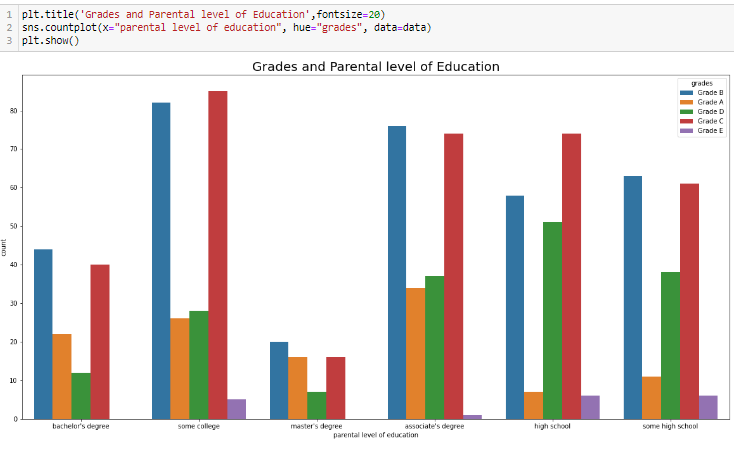 1 plt.title('Grades and Parental level of Education',fontsize=20)
2 sns.countplot(x="parental level of education", hue="grades", data=data)
3 plt.show()
Grades and Parental level of Education
grades
Grade B
Grade A
Grade D
Grade C
Grade E
80
70
60
50
40
30
20
10
0
count
bachelor's degree some college master's degree associate's degree high school some high school
parental level of education